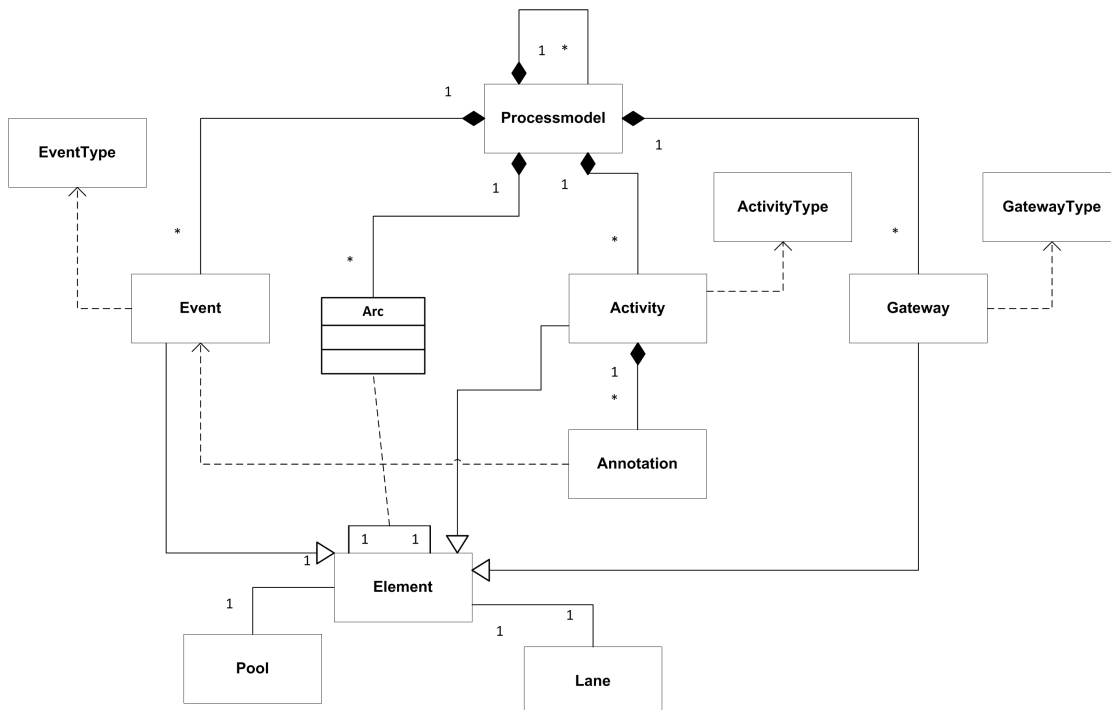 1 *
1
Processmodel
1
EventType
1
1
ActivityType
GatewayType
*
*
*
*
Event
Arc
Activity
Gateway
1
*
Annotation
1
1
1
Element
1
1
1
Pool
Lane